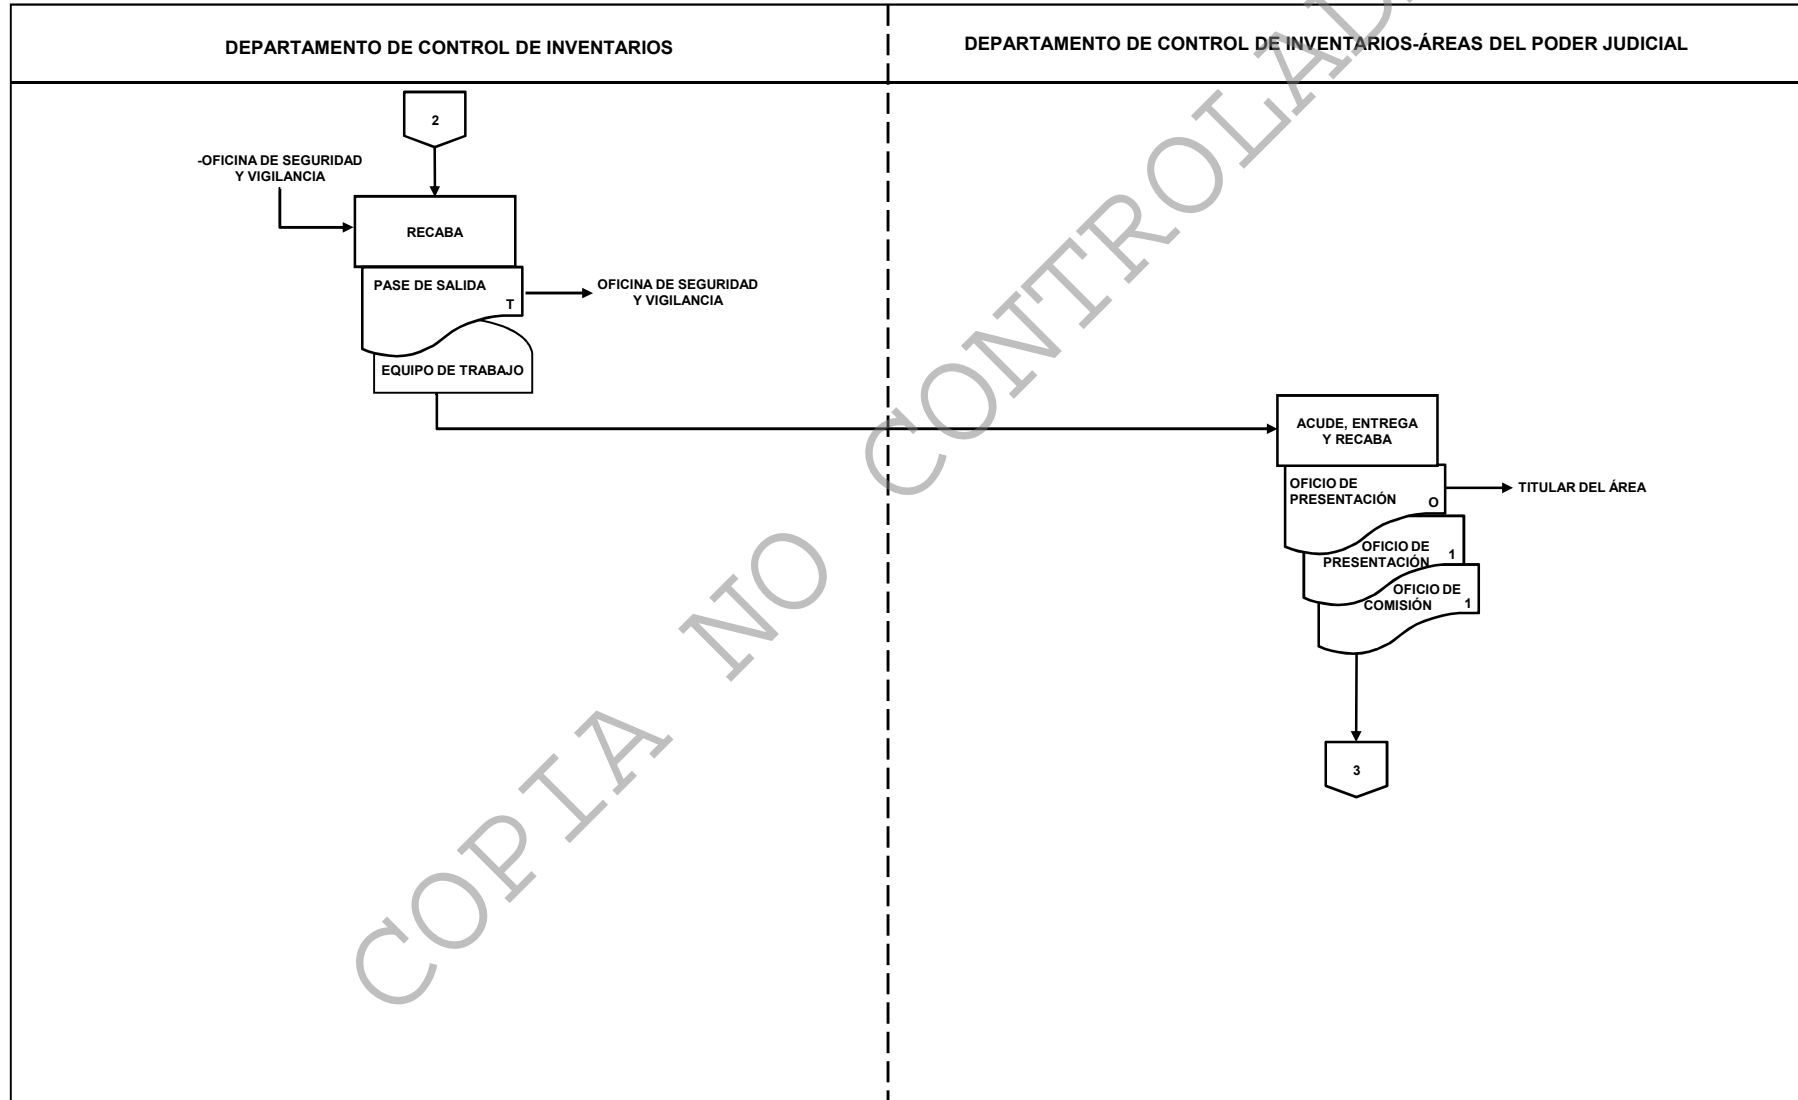 DEPARTAMENTO DE CONTROL DE INVENTARIOS
DEPARTAMENTO DE CONTROL DE INVENTARIOS-ÁREAS DEL PODER JUDICIAL
2
-OFICINA DE SEGURIDAD
Y VIGILANCIA
RECABA
PASE DE SALIDA
T
OFICINA DE SEGURIDAD
Y VIGILANCIA
EQUIPO DE TRABAJO
ACUDE, ENTREGA
Y RECABA
OFICIO DE
PRESENTACIÓN
O
TITULAR DEL ÁREA
OFICIO DE
PRESENTACIÓN
1
OFICIO DE
COMISIÓN
1
3
COPIA NO CONTROLAD